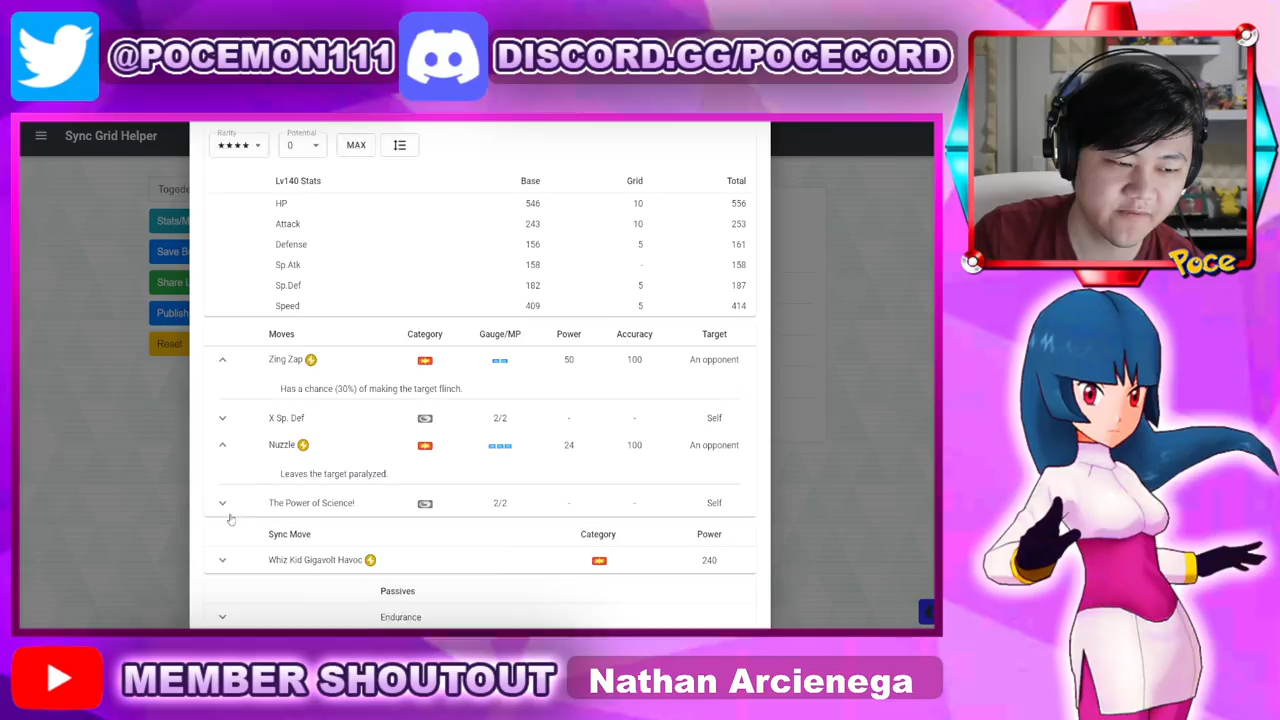 @POCEMON111
DISCORD.GG/POCECORD
Sync Grid Helper
Rarity
★★★★
Potential
0
MAX
Togede
Stats/M
Save B
Share L
Publish
Reset
Lv140 Stats Base Grid Total
HP 546 10 556
Attack 243 10 253
Defense 156 5 161
Sp.Atk 158 - 158
Sp.Def 182 5 187
Speed 409 5 414
Moves Category Gauge/MP Power Accuracy Target
Zing Zap 50 100 An opponent
Has a chance (30%) of making the target flinch.
X Sp. Def 2/2 - - Self
Nuzzle 24 100 An opponent
Leaves the target paralyzed.
The Power of Science! 2/2 - - Self
Sync Move Category Power
Whiz Kid Gigavolt Havoc 240
Passives
Endurance
Poce
MEMBER SHOUTOUT
Nathan Arcienega